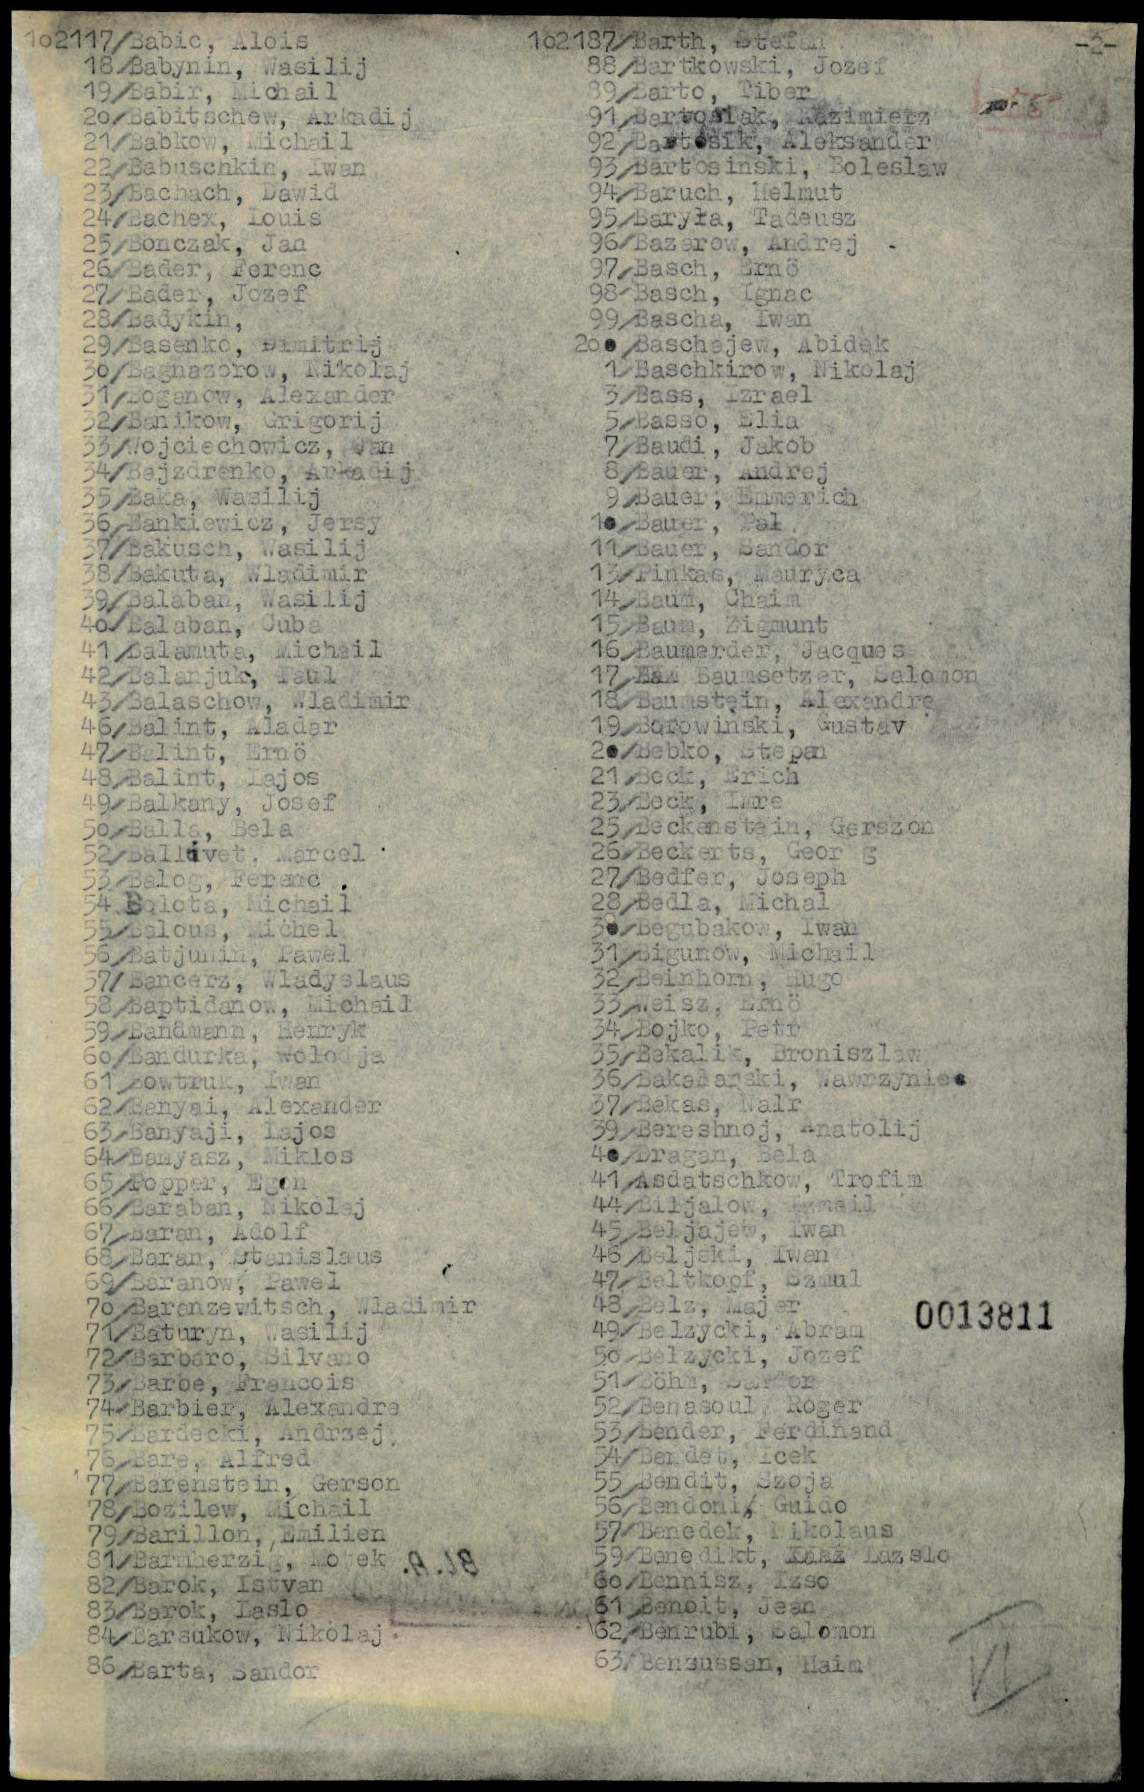 -2-
102117/Babic, Alois
18/Babynin, Wasilij
19/Babir, Michail
2o/Babitschew, Arkadij
21/Babkow, Michail
22/Babuschkin, Iwan
23/Bachach, Dawid
24/Bachex, Louis
25/Bonczak, Jan
26/Bader, Ferenc
27/Bader, Jozef
28/Badykin,
29/Basenko, Dimitrij
3o/Bagnazorow, Nikolaj
31/Boganow, Alexander
32/Banikow, Grigorij
33/Wojciechowicz, Jan
34/Bejzdrenko, Arkadij
35/Baka, Wasilij
36/Bankiewicz, Jersy
37/Bakusch, Wasilij
38/Bakuta, Wladimir
39/Balaban, Wasilij
4o/Balaban, Cuba
41/Balamuta, Michail
42/Balanjuk, Paul
43/Balaschow, Wladimir
46/Balint, Aladar
47/Balint, Ernö
48/Balint, Lajos
49/Balkany, Josef
5o/Balla, Bela
52/Ballivet, Marcel
53/Balog, Ferenc
54 Bolota, Michail
55/Balous, Michel
56/Batjunin, Pawel
57/Bancerz, Wladyslaus
58/Baptidanow, Michail
59/Bandmann, Henryk
6o/Bandurka, Wolodja
61/Bowtruk, Iwan
62/Banyai, Alexander
63/Banyaji, Lajos
64/Banyasz, Miklos
65/Popper, Egon
66/Baraban, Nikolaj
67/Baran, Adolf
68/Baran, Stanislaus
69/Baranow, Pawel
7o/Baranzewitsch, Wladimir
71/Baturyn, Wasilij
72/Barbaro, Silvano
73/Barbe, Francois
74/Barbier, Alexandre
75/Bardecki, Andrzej
76/Bare, Alfred
77/Barenstein, Gerson
78/Bozilew, Michail
79/Barillon, Emilien
81/Barmherzig, Motek
82/Barok, Istvan
83/Barok, Laslo
84/Barsukow, Nikolaj
86/Barta, Sandor
102187/Barth, Stefan
88/Bartkowski, Jozef
89/Barto, Tiber
91/Bartosiak, Kazimierz
92/Bartosik, Aleksander
93/Bartosinski, Boleslaw
94/Baruch, Helmut
95/Baryła, Tadeusz
96/Bazarow, Andrej
97/Basch, Ernö
98/Basch, Ignac
99/Bascha, Iwan
2oo/Baschajew, Abidek
1/Baschkirow, Nikolaj
3/Bass, Izrael
5/Basso, Elia
7/Baudi, Jakob
8/Bauer, Andrej
9/Bauer, Emmerich
1o/Bauer, Pal
11/Bauer, Sandor
13/Pinkas, Mauryca
14/Baum, Chaim
15/Baum, Zigmunt
16/Baumerder, Jacques
17/ Baumsetzer, Salomon
18/Baumstein, Alexandre
19/Borowinski, Gustav
2o/Bebko, Stepan
21/Beck, Erich
23/Beck, Imre
25/Beckenstein, Gerszon
26/Beckerts, Geor g
27/Bedfer, Joseph
28/Bedla, Michal
3o/Begabakow, Iwan
31/Bigunow, Michail
32/Beinhorn, Hugo
33/Weisz, Ernö
34/Bojko, Petr
35/Bekalik, Broniszlaw
36/Wawrzyniec
37/Bekas, Nalr
39/Bereshnoj, Anatolij
4o/Dragan, Bela
41/Asdatschkow, Trofim
44/Biljalow, Ismail
45/Beljajew, Iwan
46/Beljski, Iwan
47/Beltkopf, Szmul
48/Belz, Majer
49/Belzycki, Abram
5o/Belzycki, Jozef
51/Böhm, Sandor
52/Benasoul, Roger
53/Bender, Ferdinand
54/Bendet, Icek
55/Bendit, Szoja
56/Bendoni, Guido
57/Benedek, Nikolaus
59/Benedikt, Lazslo
6o/Bennisz, Izso
61/Benoit, Jean
62/Benrubi, Salomon
63/Benzussan, Haim
0013811
VI